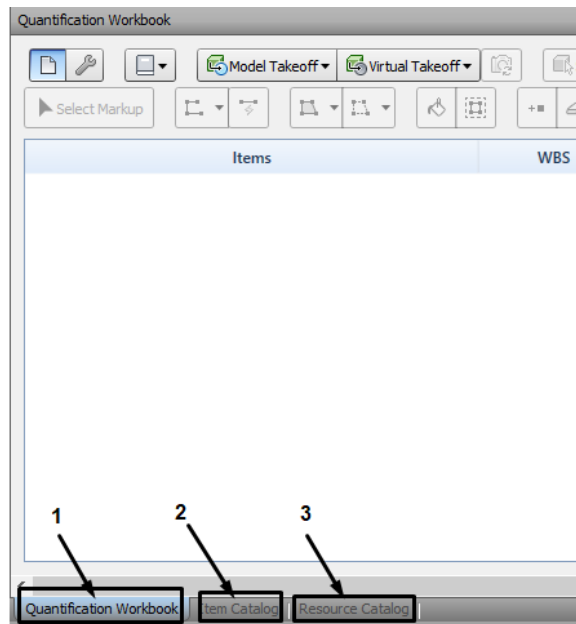 Quantification Workbook
Model Takeoff Virtual Takeoff
Select Markup
Items WBS
1 2 3
Quantification Workbook Item Catalog Resource Catalog